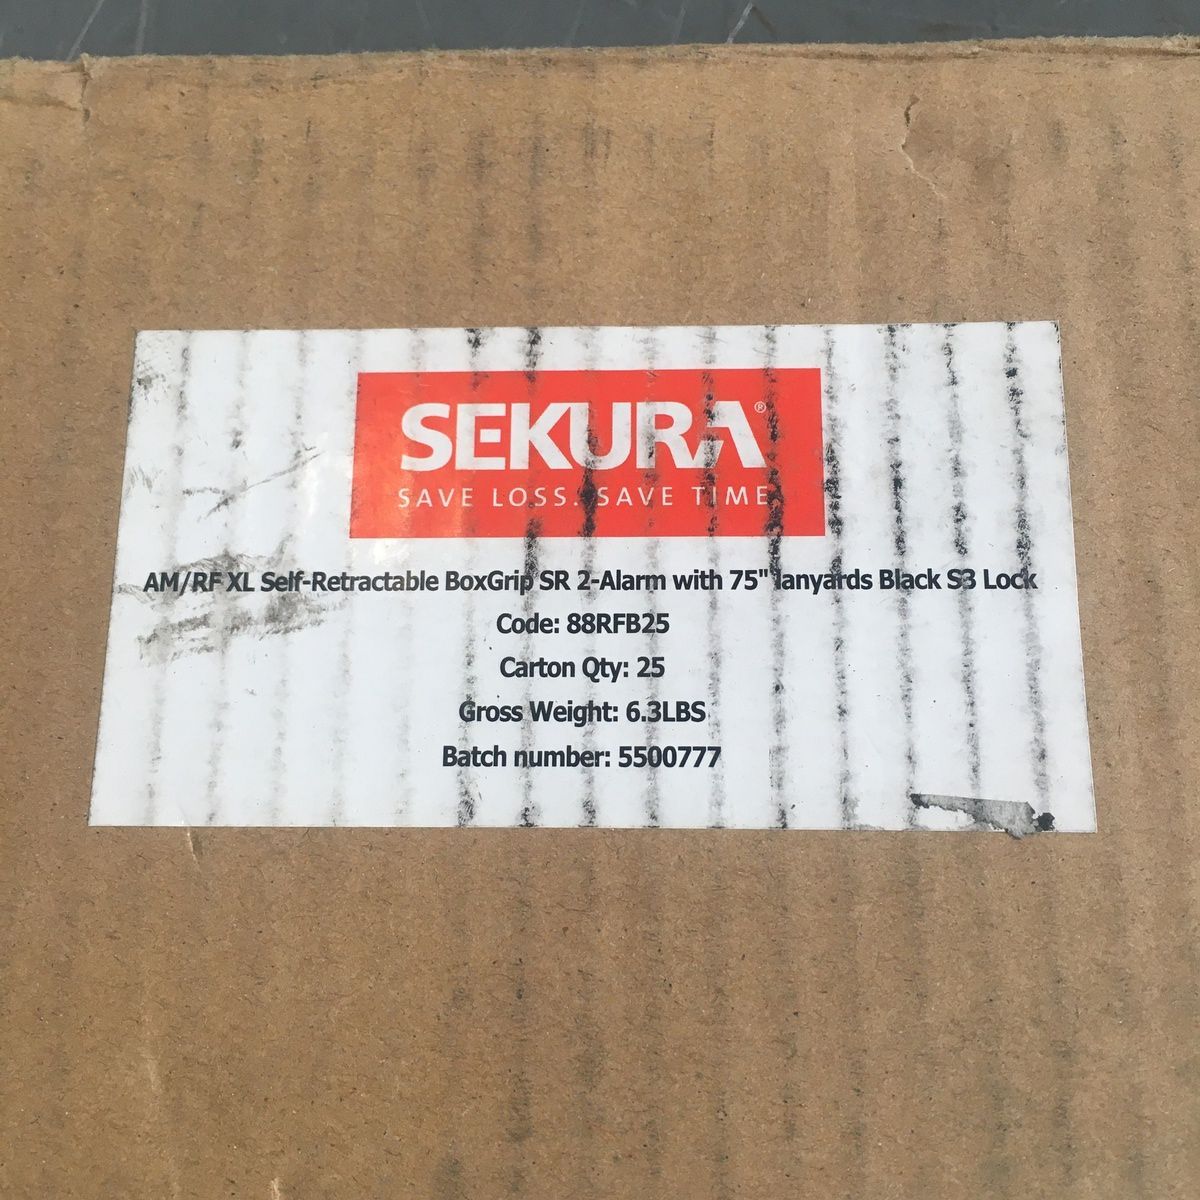 SEKURA®
SAVE LOSS. SAVE TIME
AM/RF XL Self-Retractable BoxGrip SR 2-Alarm with 75" lanyards Black S3 Lock
Code: 88RFB25
Carton Qty: 25
Gross Weight: 6.3LBS
Batch number: 5500777